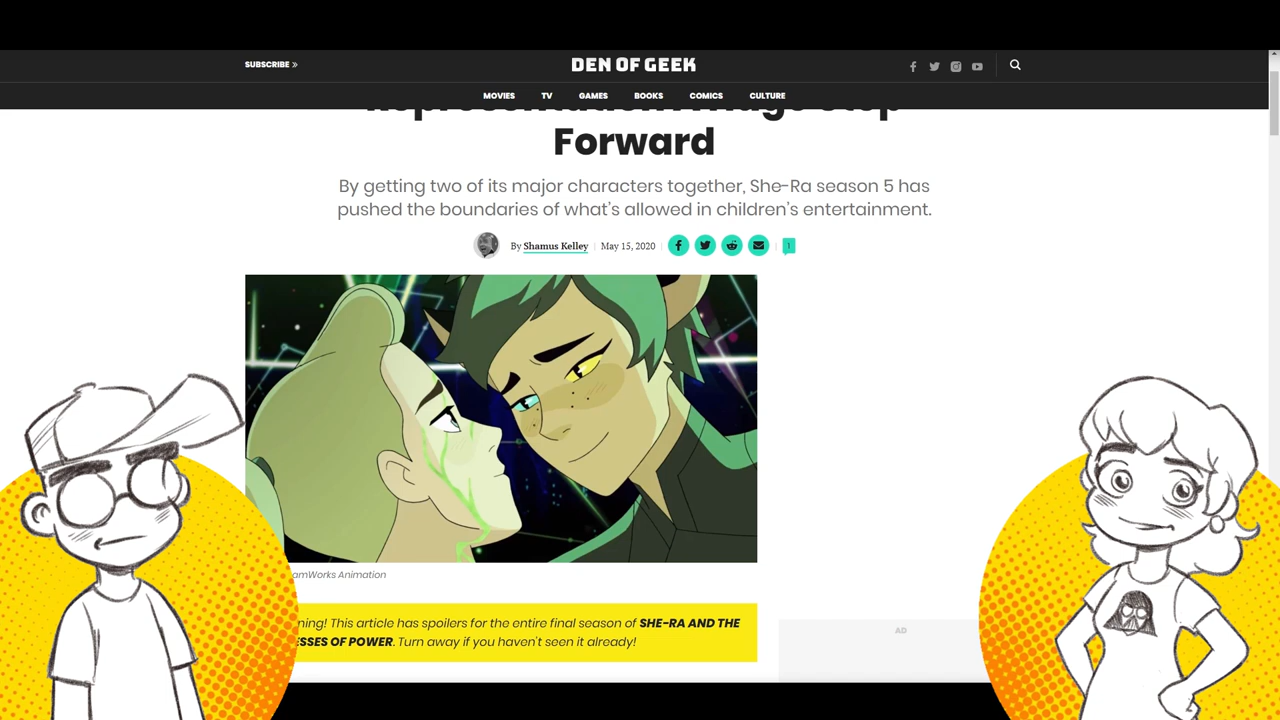 SUBSCRIBE »
DEN OF GEEK
MOVIES TV GAMES BOOKS COMICS CULTURE
Forward
By getting two of its major characters together, She-Ra season 5 has
pushed the boundaries of what's allowed in children's entertainment.
By Shamus Kelley | May 15, 2020
1
amWorks Animation
ning! This article has spoilers for the entire final season of SHE-RA AND THE
ESSES OF POWER. Turn away if you haven't seen it already!
AD